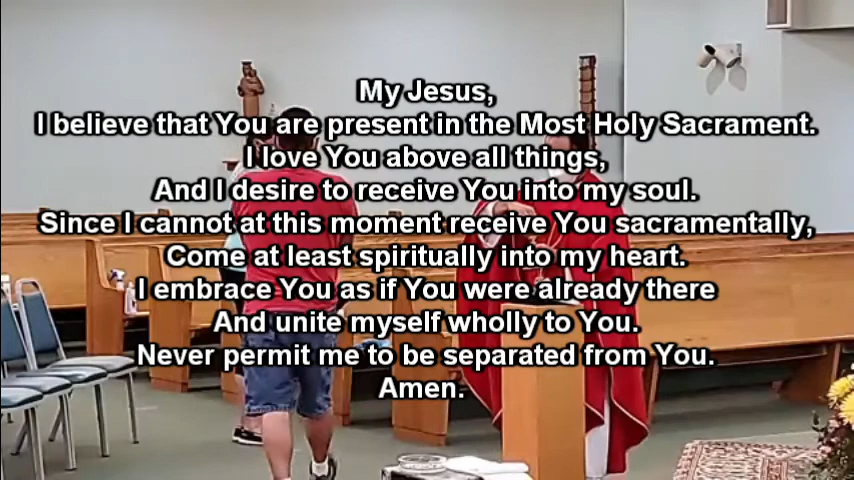 My Jesus,
I believe that You are present in the Most Holy Sacrament.
I love You above all things,
And I desire to receive You into my soul.
Since I cannot at this moment receive You sacramentally,
Come at least spiritually into my heart.
I embrace You as if You were already there
And unite myself wholly to You.
Never permit me to be separated from You.
Amen.